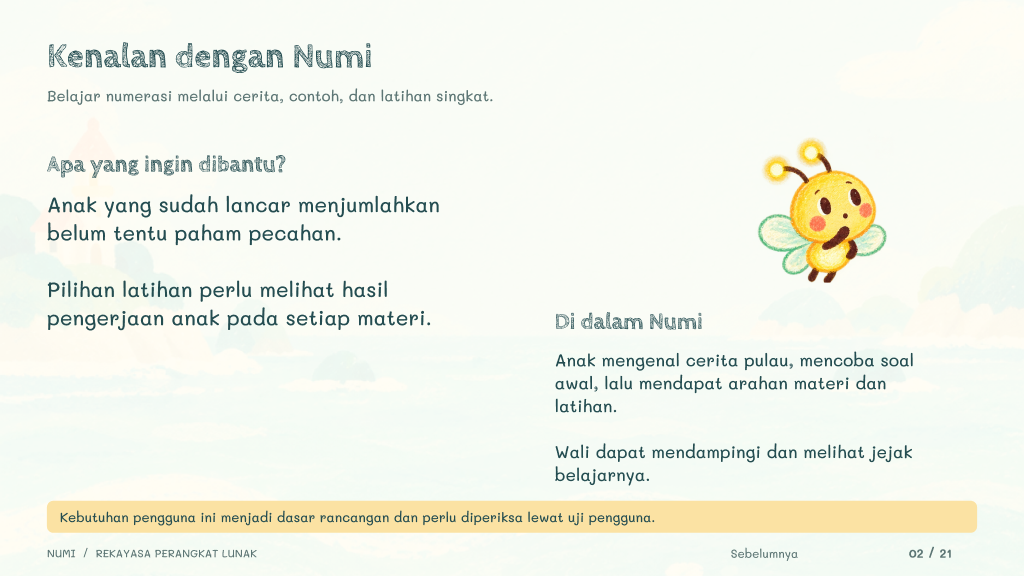 Kenalan dengan Numi
Belajar numerasi melalui cerita, contoh, dan latihan singkat.
Apa yang ingin dibantu?
Anak yang sudah lancar menjumlahkan
belum tentu paham pecahan.
Pilihan latihan perlu melihat hasil
pengerjaan anak pada setiap materi.
Di dalam Numi
Anak mengenal cerita pulau, mencoba soal
awal, lalu mendapat arahan materi dan
latihan.
Wali dapat mendampingi dan melihat jejak
belajarnya.
Kebutuhan pengguna ini menjadi dasar rancangan dan perlu diperiksa lewat uji pengguna.
NUMI / REKAYASA PERANGKAT LUNAK
Sebelumnya
02 / 21